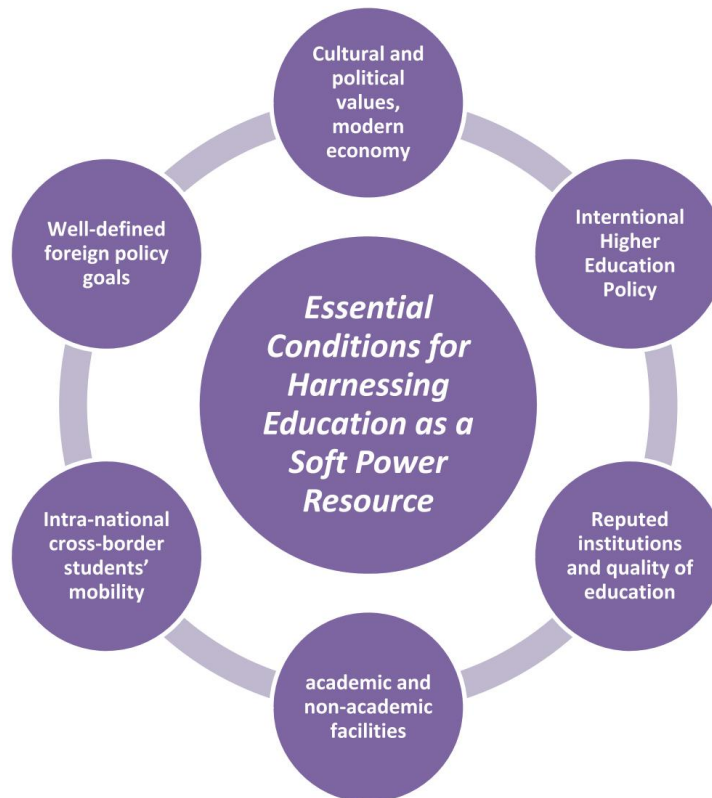 Cultural and
political
values,
modern
economy
Interntional
Higher
Education
Policy
Reputed
institutions
and quality of
education
academic and
non-academic
facilities
Intra-national
cross-border
students’
mobility
Well-defined
foreign policy
goals
Essential
Conditions for
Harnessing
Education as a
Soft Power
Resource